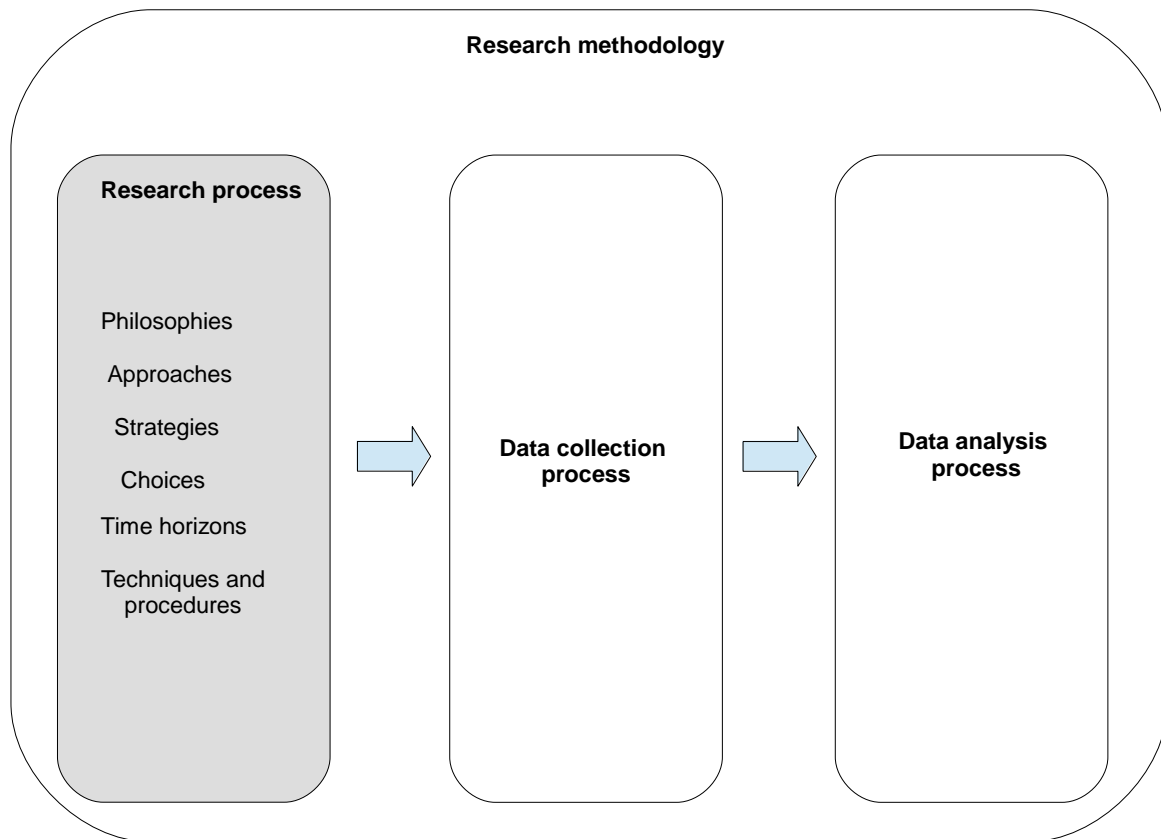 Research methodology
Research process
Philosophies
Approaches
Strategies
Choices
Time horizons
Techniques and
procedures
Data collection
process
Data analysis
process